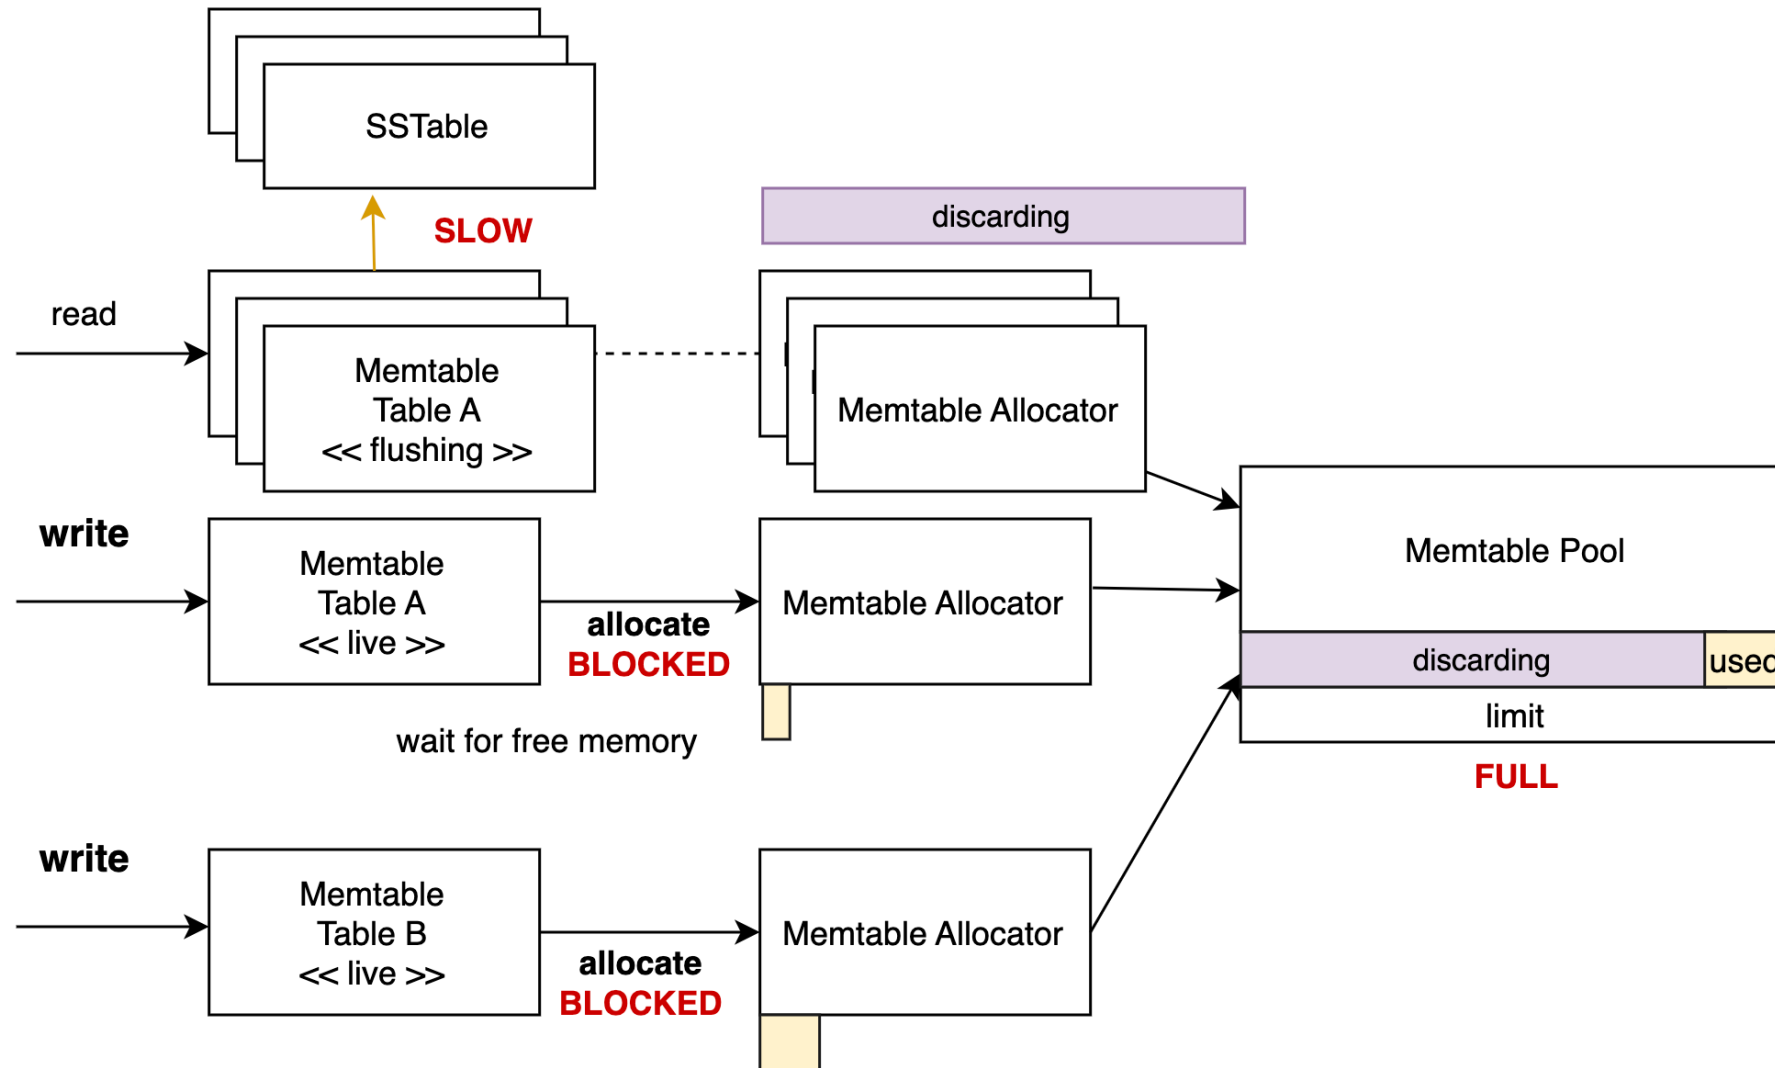 SSTable
SLOW
discarding
read
Memtable
Table A
<< flushing >>
Memtable Allocator
write
Memtable
Table A
<< live >>
allocate
BLOCKED
Memtable Allocator
Memtable Pool
discarding
used
limit
FULL
wait for free memory
write
Memtable
Table B
<< live >>
allocate
BLOCKED
Memtable Allocator